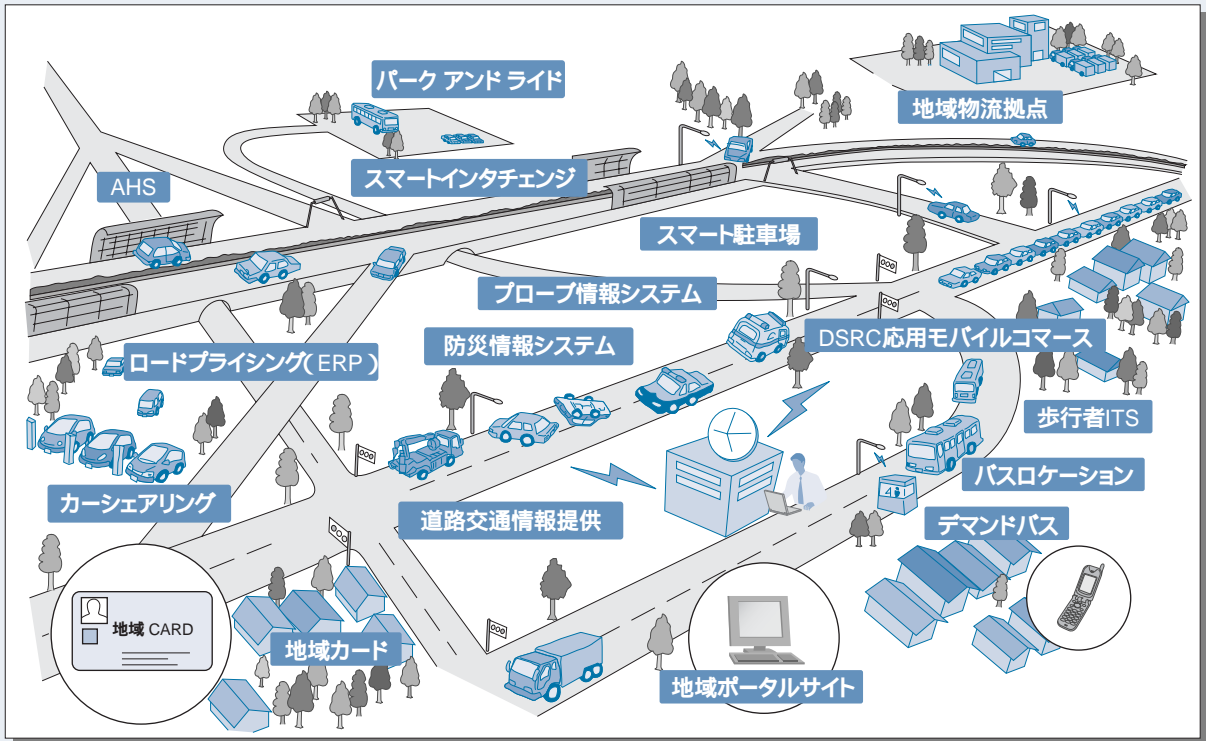 パーク アンド ライド
地域物流拠点
AHS
スマートインタチェンジ
スマート駐車場
プローブ情報システム
防災情報システム
DSRC応用モバイルコマース
ロードプライシング(ERP)
歩行者ITS
バスロケーション
カーシェアリング
道路交通情報提供
デマンドバス
地域 CARD
地域カード
地域ポータルサイト